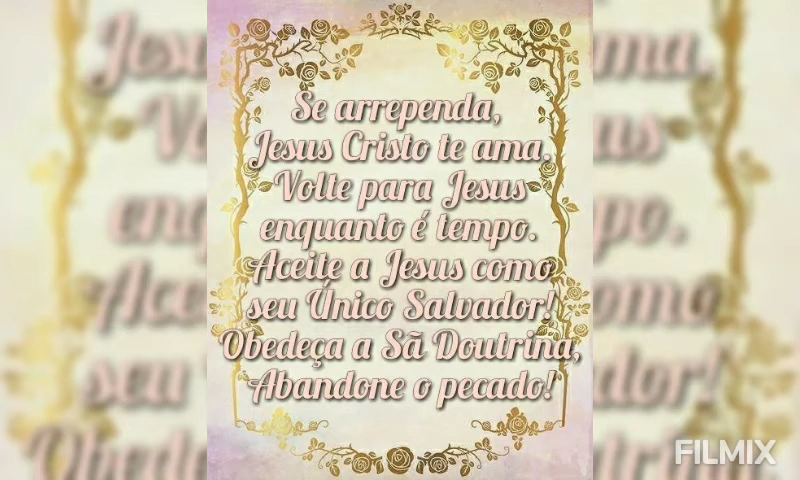 Se arrependa,
Jesus Cristo te ama.
Volte para Jesus
enquanto é tempo.
Aceite a Jesus como
seu Único Salvador!
Obedeça a Sã Doutrina,
Abandone o pecado!
FILMIX